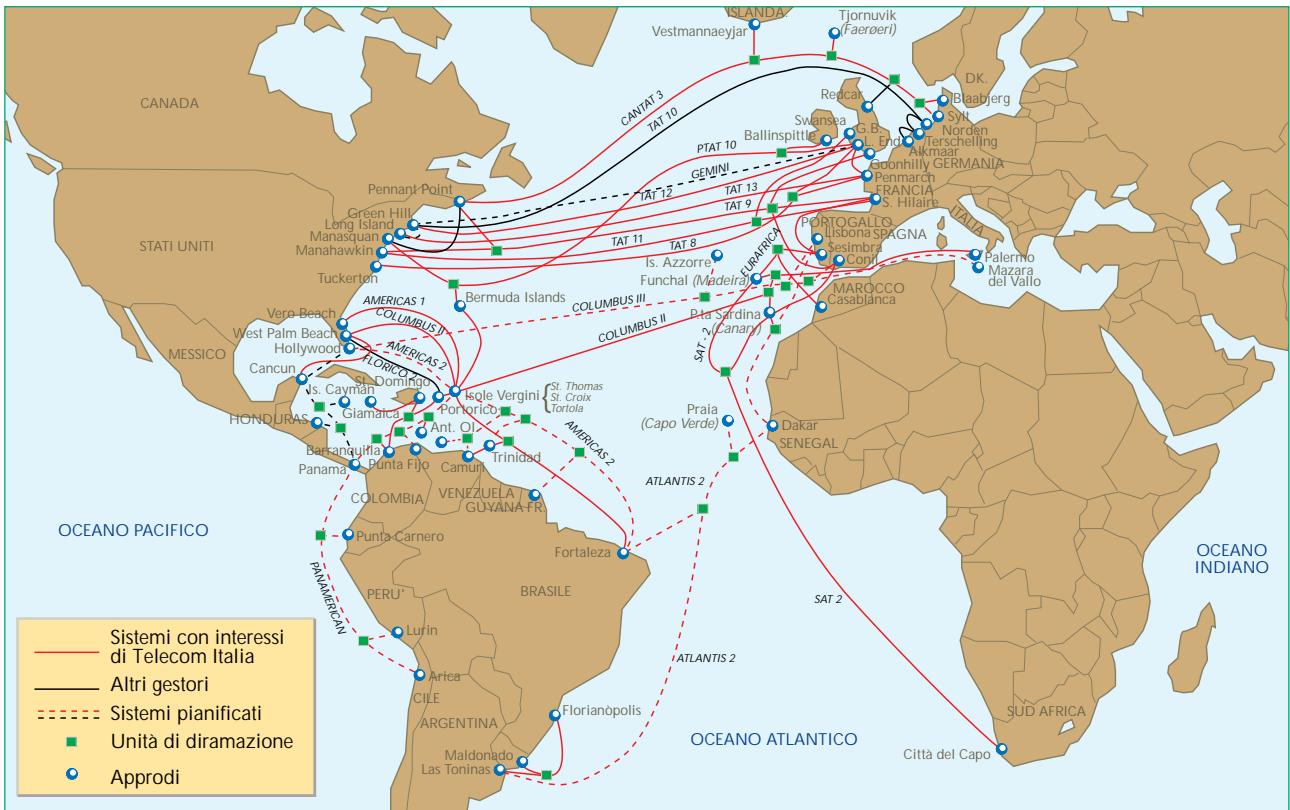 ISLANDA.
Vestmannaeyjar
Tjornuvik
(Faerøeri)
CANADA
CANTAT 3
TAT 10
Redcar
DK.
Blaabjerg
Sylt
Norden
Terschelling
Alkmaar
Swansea
G.B.
Ballinspittle
L. End
Goonhilly
GERMANIA
PTAT 10
GEMINI
TAT 12
TAT 13
TAT 9
TAT 11
TAT 8
Penmarch
FRANCIA
S. Hilaire
Pennant Point
Green Hill
Long Island
Manasquan
Manahawkin
Tuckerton
STATI UNITI
ITALIA
PORTOGALLO
Lisbona
SPAGNA
Sesimbra
Conil
EURAFRICA
Is. Azzorre
Funchal (Madeira)
Palermo
Mazara
del Vallo
MAROCCO
Casablanca
Bermuda Islands
COLUMBUS III
COLUMBUS II
P.ta Sardina
(Canary)
SAT - 2
AMERICAS 1
Vero Beach
COLUMBUS II
West Palm Beach
Hollywood
AMERICAS 2
FLORICO 2
MESSICO
Cancun
St. Domingo
Is. Cayman
Giamaica
Isole Vergini
St. Thomas
St. Croix
Tortola
Portorico
HONDURAS
Ant. Ol.
Barranquilla
Panama
Punta Fijo
Camuri
Trinidad
AMERICAS 2
Praia
(Capo Verde)
Dakar
SENEGAL
COLOMBIA
VENEZUELA
GUYANA FR.
ATLANTIS 2
OCEANO PACIFICO
Punta Carnero
Fortaleza
OCEANO
INDIANO
PANAMERICAN
PERU'
BRASILE
SAT 2
Lurin
ATLANTIS 2
Arica
CILE
ARGENTINA
Florianòpolis
SUD AFRICA
OCEANO ATLANTICO
Città del Capo
Maldonado
Las Toninas
Sistemi con interessi
di Telecom Italia
Altri gestori
Sistemi pianificati
Unità di diramazione
Approdi